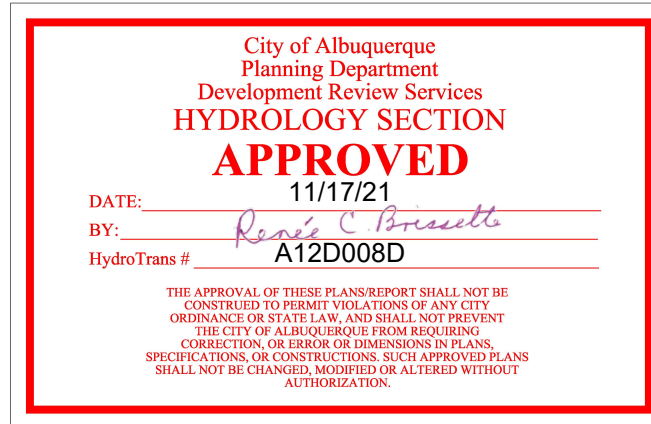 City of Albuquerque
Planning Department
Development Review Services
HYDROLOGY SECTION
APPROVED
DATE: 11/17/21
BY: Renée C. Brissette
HydroTrans # A12D008D
THE APPROVAL OF THESE PLANS/REPORT SHALL NOT BE
CONSTRUED TO PERMIT VIOLATIONS OF ANY CITY
ORDINANCE OR STATE LAW, AND SHALL NOT PREVENT
THE CITY OF ALBUQUERQUE FROM REQUIRING
CORRECTION, OR ERROR OR DIMENSIONS IN PLANS,
SPECIFICATIONS, OR CONSTRUCTIONS. SUCH APPROVED PLANS
SHALL NOT BE CHANGED, MODIFIED OR ALTERED WITHOUT
AUTHORIZATION.